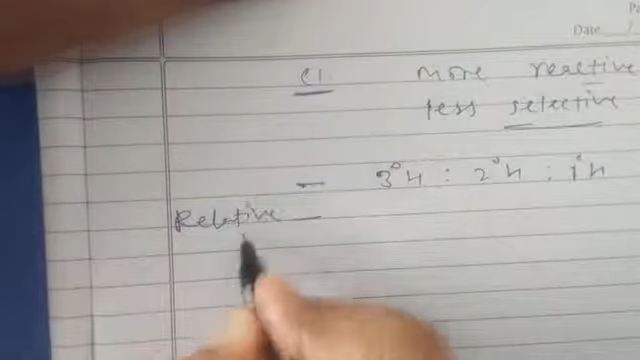 Date
Cl more reactive
less selective
- 3°H : 2°H : 1°H
Relative -